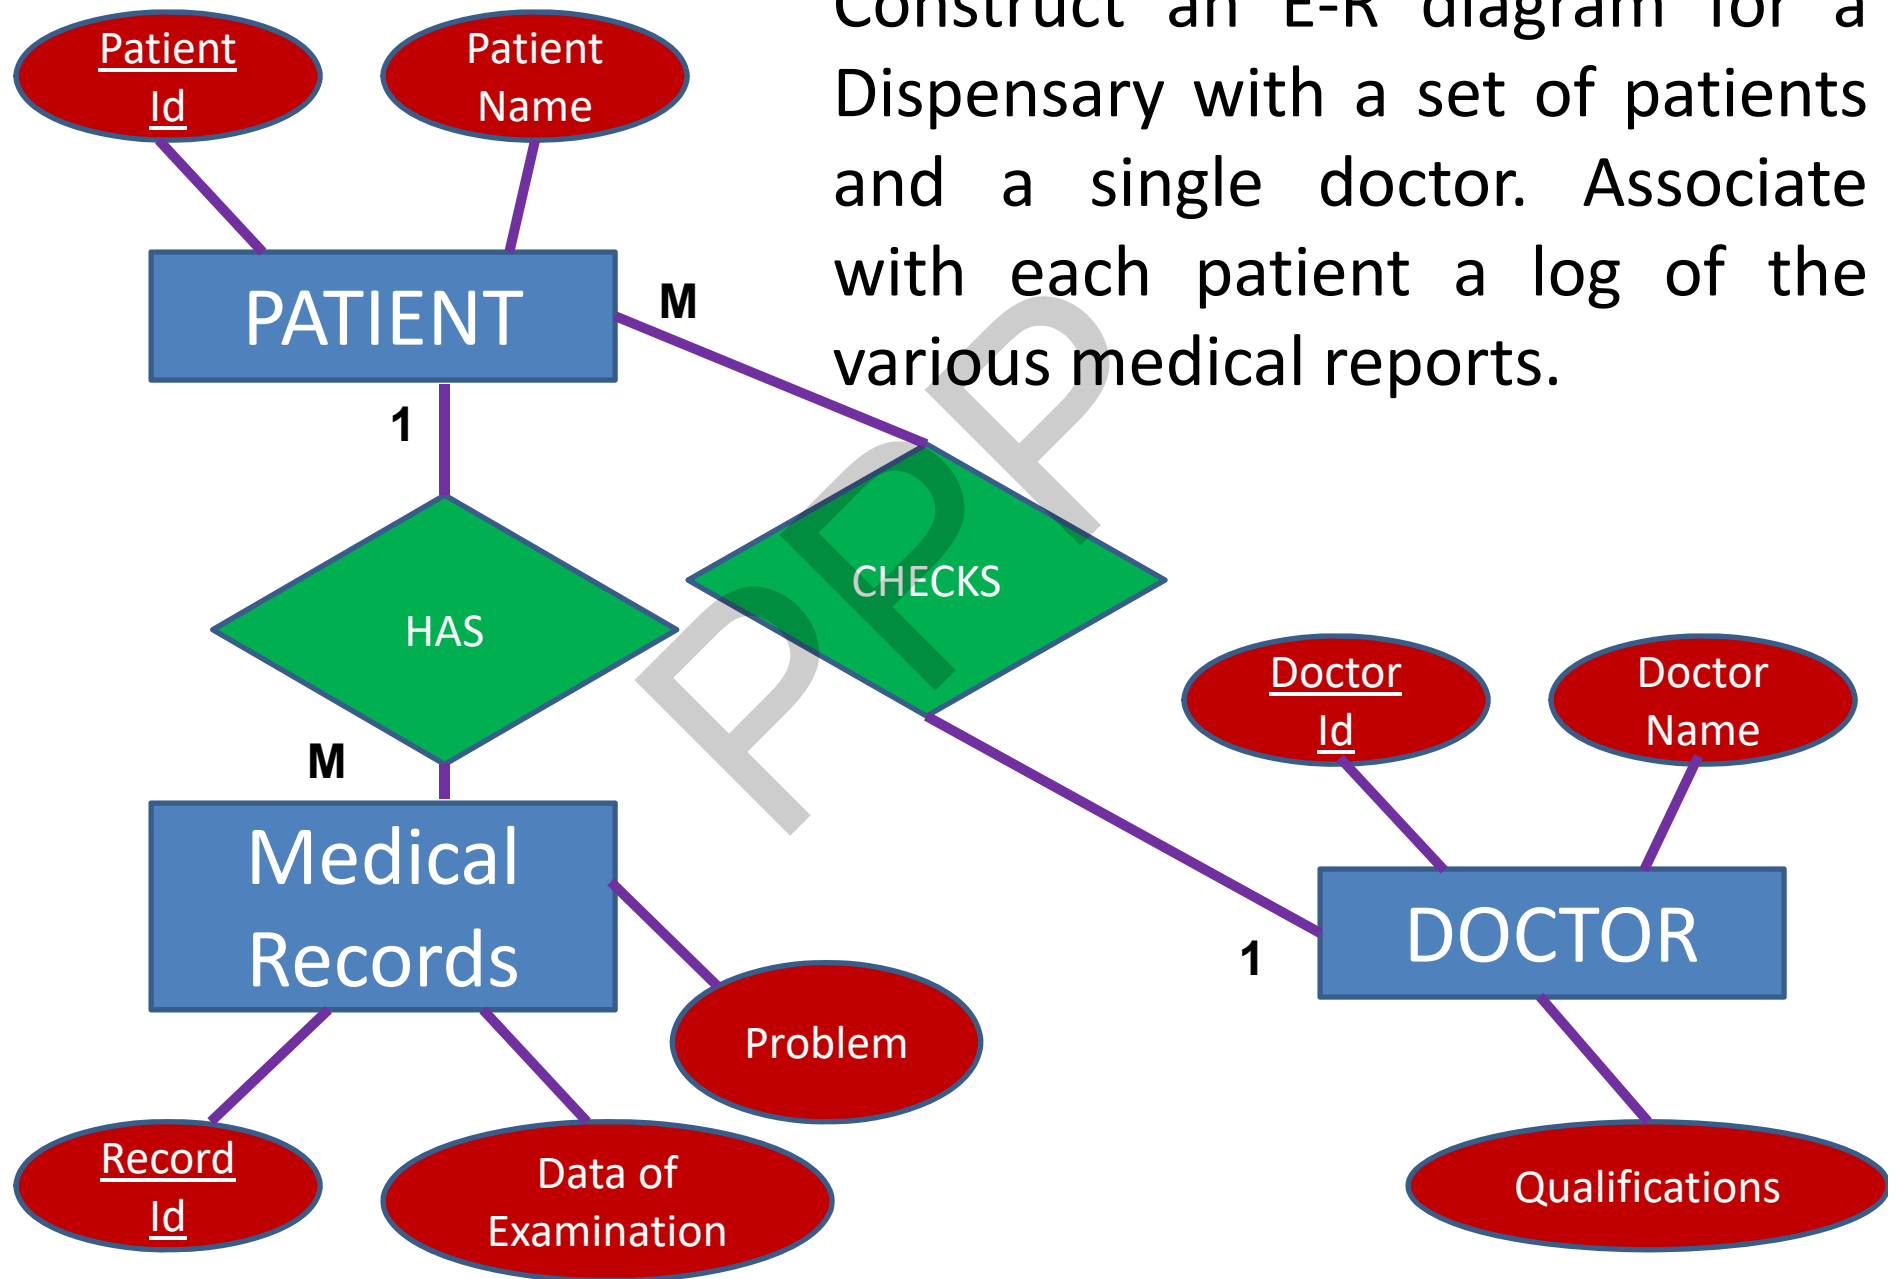 Construct an E-R diagram for a
Dispensary with a set of patients
and a single doctor. Associate
with each patient a log of the
various medical reports.
Patient
Id
Patient
Name
PATIENT
M
1
CHECKS
HAS
M
Doctor
Id
Doctor
Name
Medical
Records
DOCTOR
1
Problem
Record
Id
Data of
Examination
Qualifications
PPP